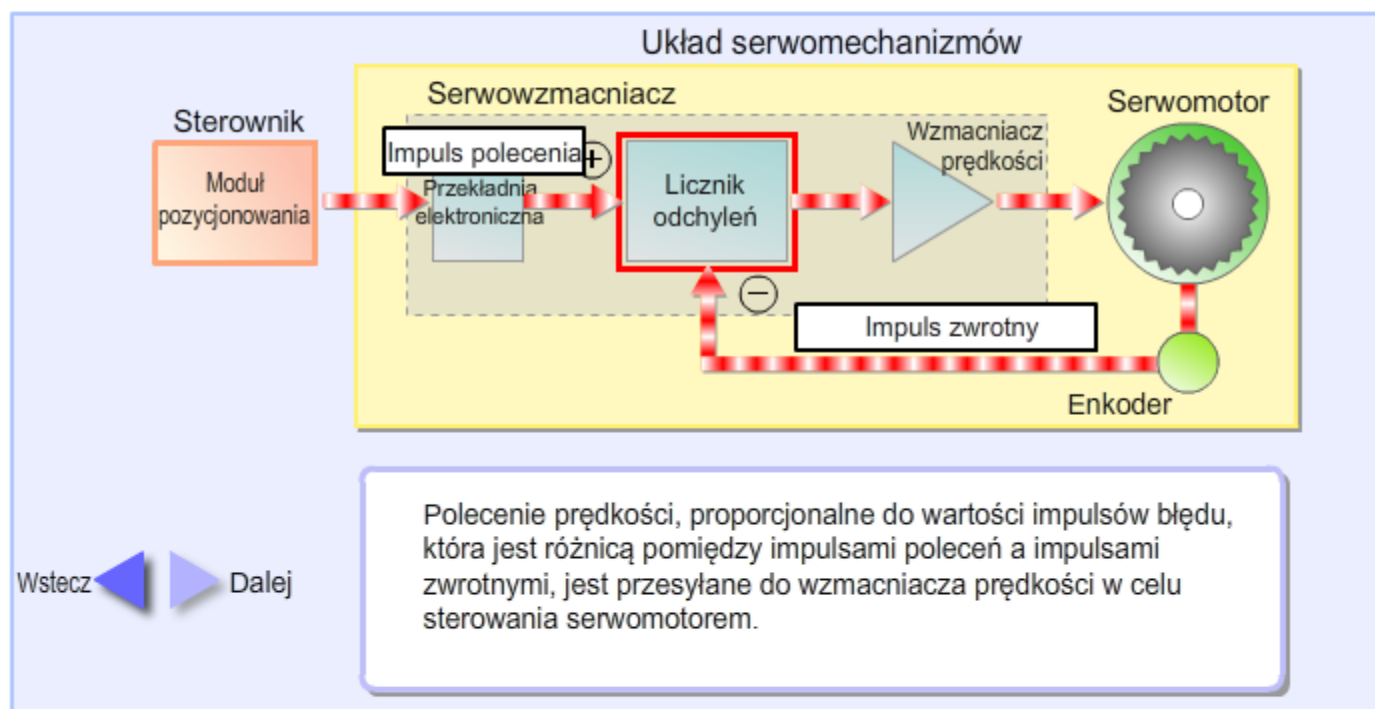 Układ serwomechanizmów
Serwowzmacniacz
Serwomotor
Sterownik
Impuls polecenia
Wzmacniacz
prędkości
Moduł
pozycjonowania
Przekładnia
elektroniczna
Licznik
odchyleń
Impuls zwrotny
Enkoder
Polecenie prędkości, proporcjonalne do wartości impulsów błędu,
która jest różnicą pomiędzy impulsami poleceń a impulsami
zwrotnymi, jest przesyłane do wzmacniacza prędkości w celu
sterowania serwomotorem.
Wstecz
Dalej